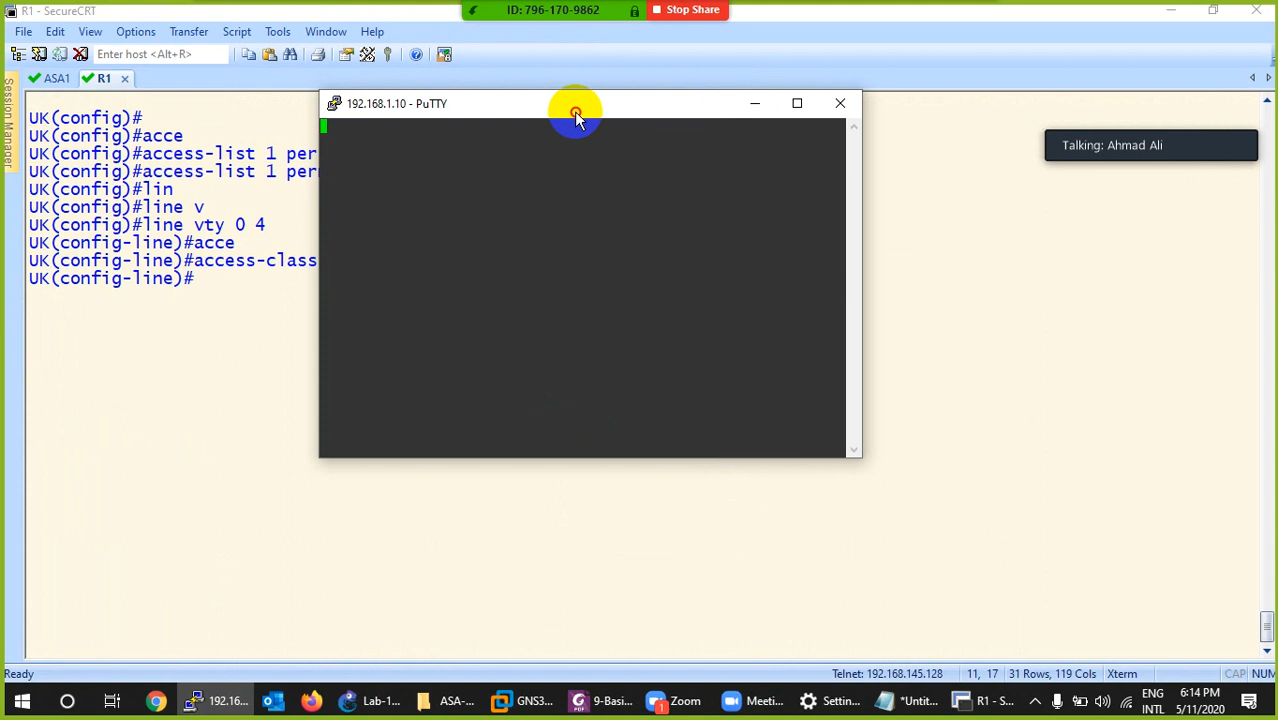 R1 - SecureCRT
ID: 796-170-9862
Stop Share
File Edit View Options Transfer Script Tools Window Help
Enter host <Alt+R>
ASA1
R1
Session Manager
192.168.1.10 - PuTTY
Talking: Ahmad Ali
UK(config)#
UK(config)#acce
UK(config)#access-list 1 per
UK(config)#access-list 1 per
UK(config)#lin
UK(config)#line v
UK(config)#line vty 0 4
UK(config-line)#acce
UK(config-line)#access-class
UK(config-line)#
Ready
Telnet: 192.168.145.128
11, 17
31 Rows, 119 Cols
Xterm
CAP
NUM
192.16...
Lab-1...
ASA-...
GNS3...
9-Basi...
1
Zoom
Meeti...
Settin...
*Untit...
R1 - S...
ENG
INTL
6:14 PM
5/11/2020